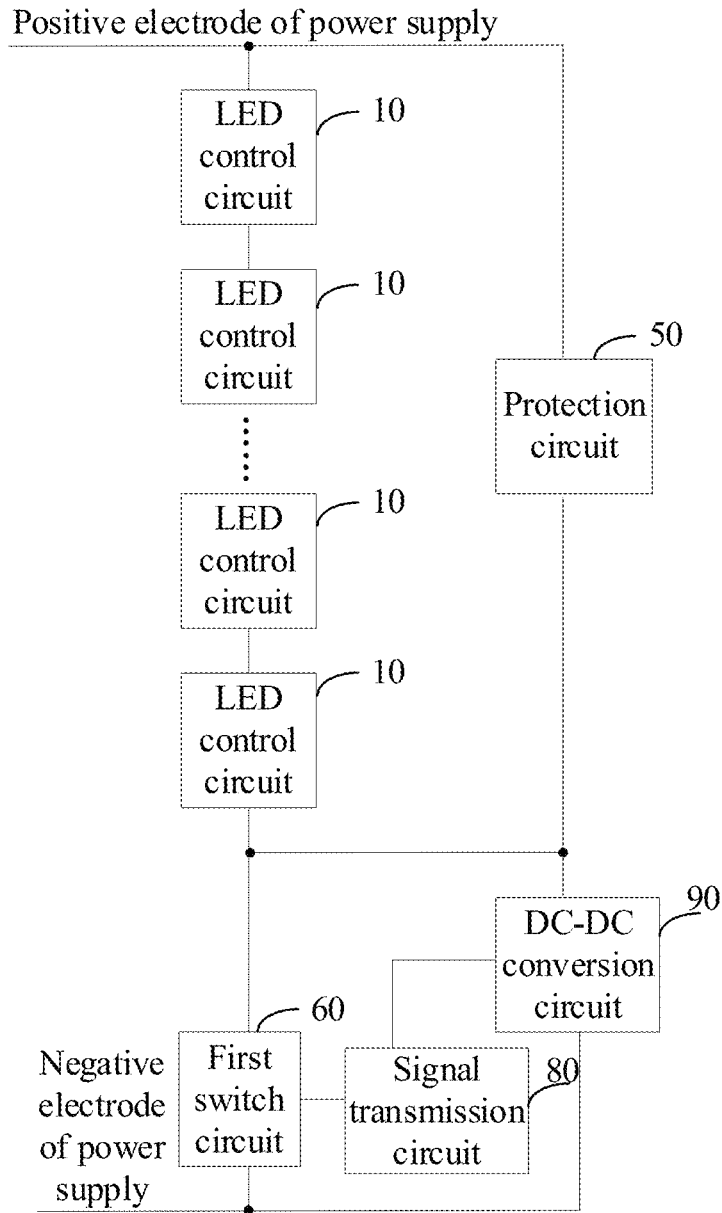 Positive electrode of power supply
LED
control
circuit
10
LED
control
circuit
10
50
Protection
circuit
LED
control
circuit
10
LED
control
circuit
10
90
DC-DC
conversion
circuit
60
First
switch
circuit
Signal
transmission
circuit
80
Negative
electrode
of power
supply